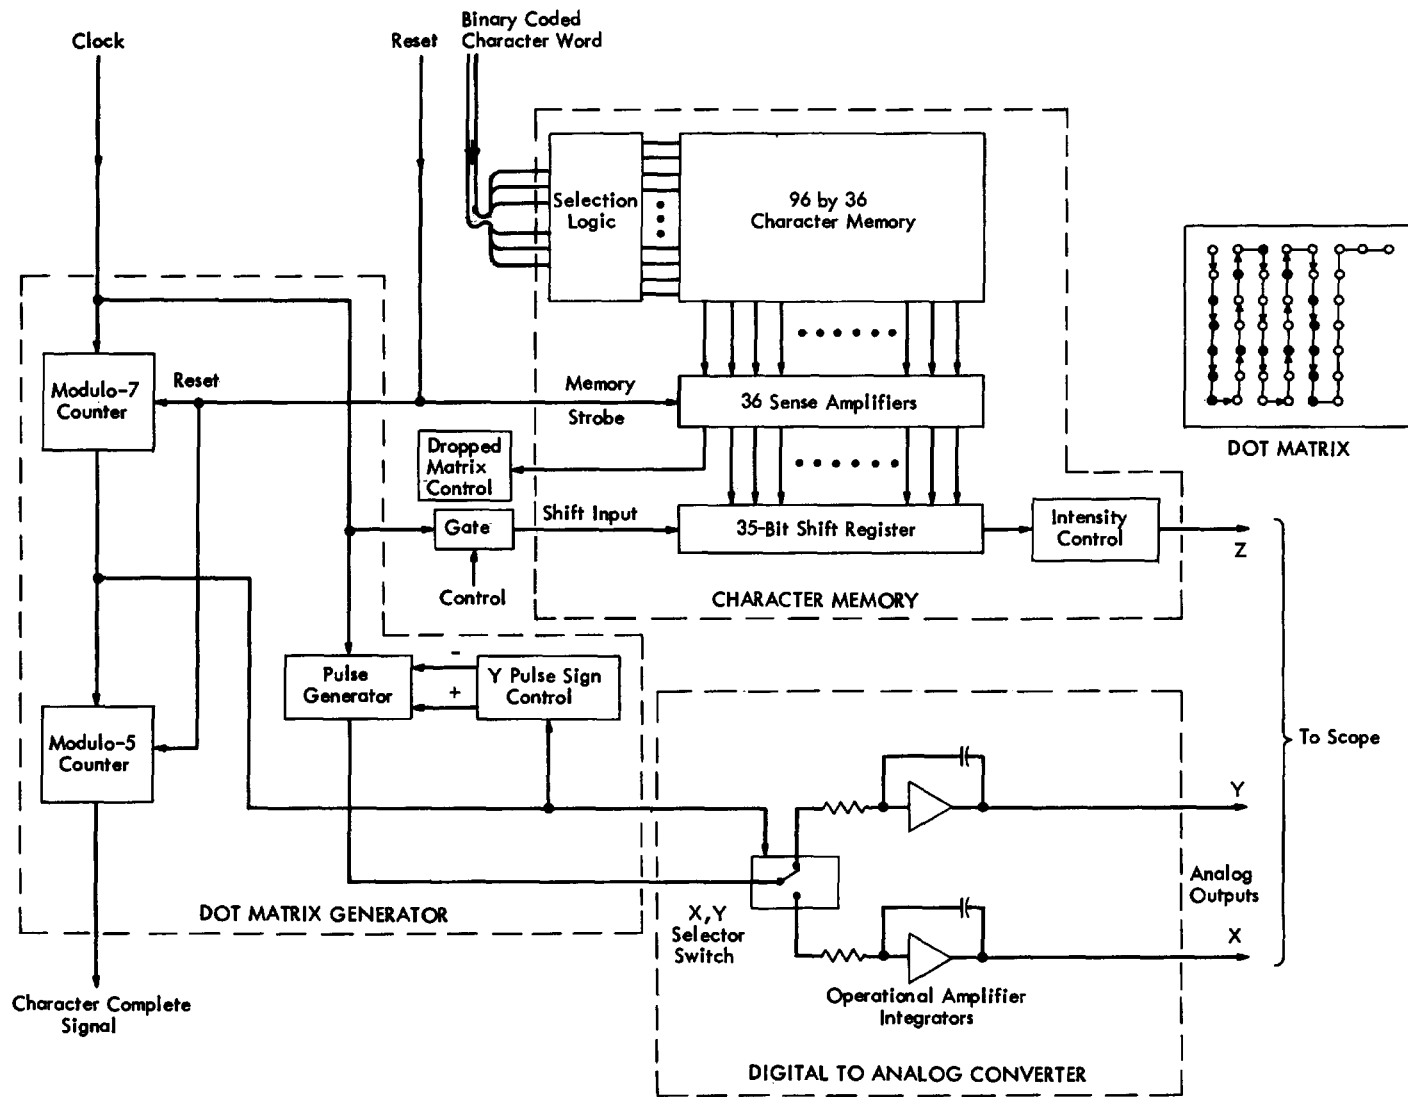 Clock
Reset
Binary Coded
Character Word
Selection
Logic
96 by 36
Character Memory
Modulo-7
Counter
Reset
Memory
Strobe
36 Sense Amplifiers
DOT MATRIX
Dropped
Matrix
Control
Gate
Shift Input
35-Bit Shift Register
Intensity
Control
Z
Control
CHARACTER MEMORY
Pulse
Generator
-
+
Y Pulse Sign
Control
Modulo-5
Counter
To Scope
Y
Analog
Outputs
X
DOT MATRIX GENERATOR
X,Y
Selector
Switch
Operational Amplifier
Integrators
Character Complete
Signal
DIGITAL TO ANALOG CONVERTER